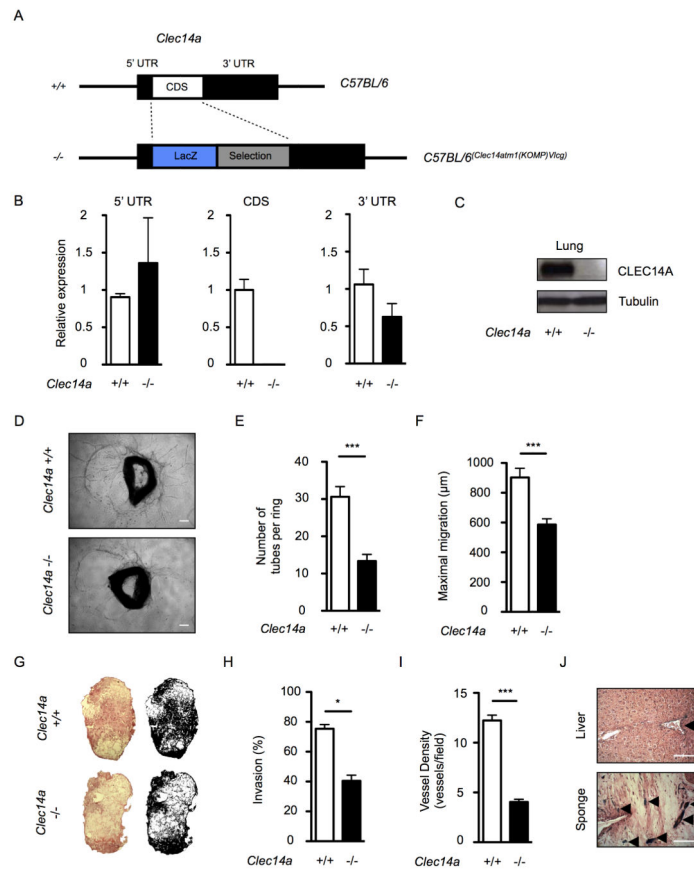 A
Clec14a
5' UTR 3' UTR
+/+ CDS C57BL/6
-/- LacZ Selection C57BL/6(Clec14atm1(KOMP)Vlcg)
B
5' UTR CDS 3' UTR
Relative expression
2 2 2
1.5 1.5 1.5
1 1 1
0.5 0.5 0.5
0 0 0
Clec14a +/+ -/- +/+ -/- +/+ -/-
C
Lung
CLEC14A
Tubulin
Clec14a +/+ -/-
D
Clec14a +/+
Clec14a -/-
E
***
Number of
tubes per ring
40
30
20
10
0
Clec14a +/+ -/-
F
***
Maximal migration (µm)
1000
800
600
400
200
0
+/+ -/-
G
Clec14a
+/+
Clec14a
-/-
H
*
Invasion (%)
100
80
60
40
20
0
Clec14a +/+ -/-
I
***
Vessel Density
(vessels/field)
15
12
9
6
3
0
+/+ -/-
J
Liver
Sponge